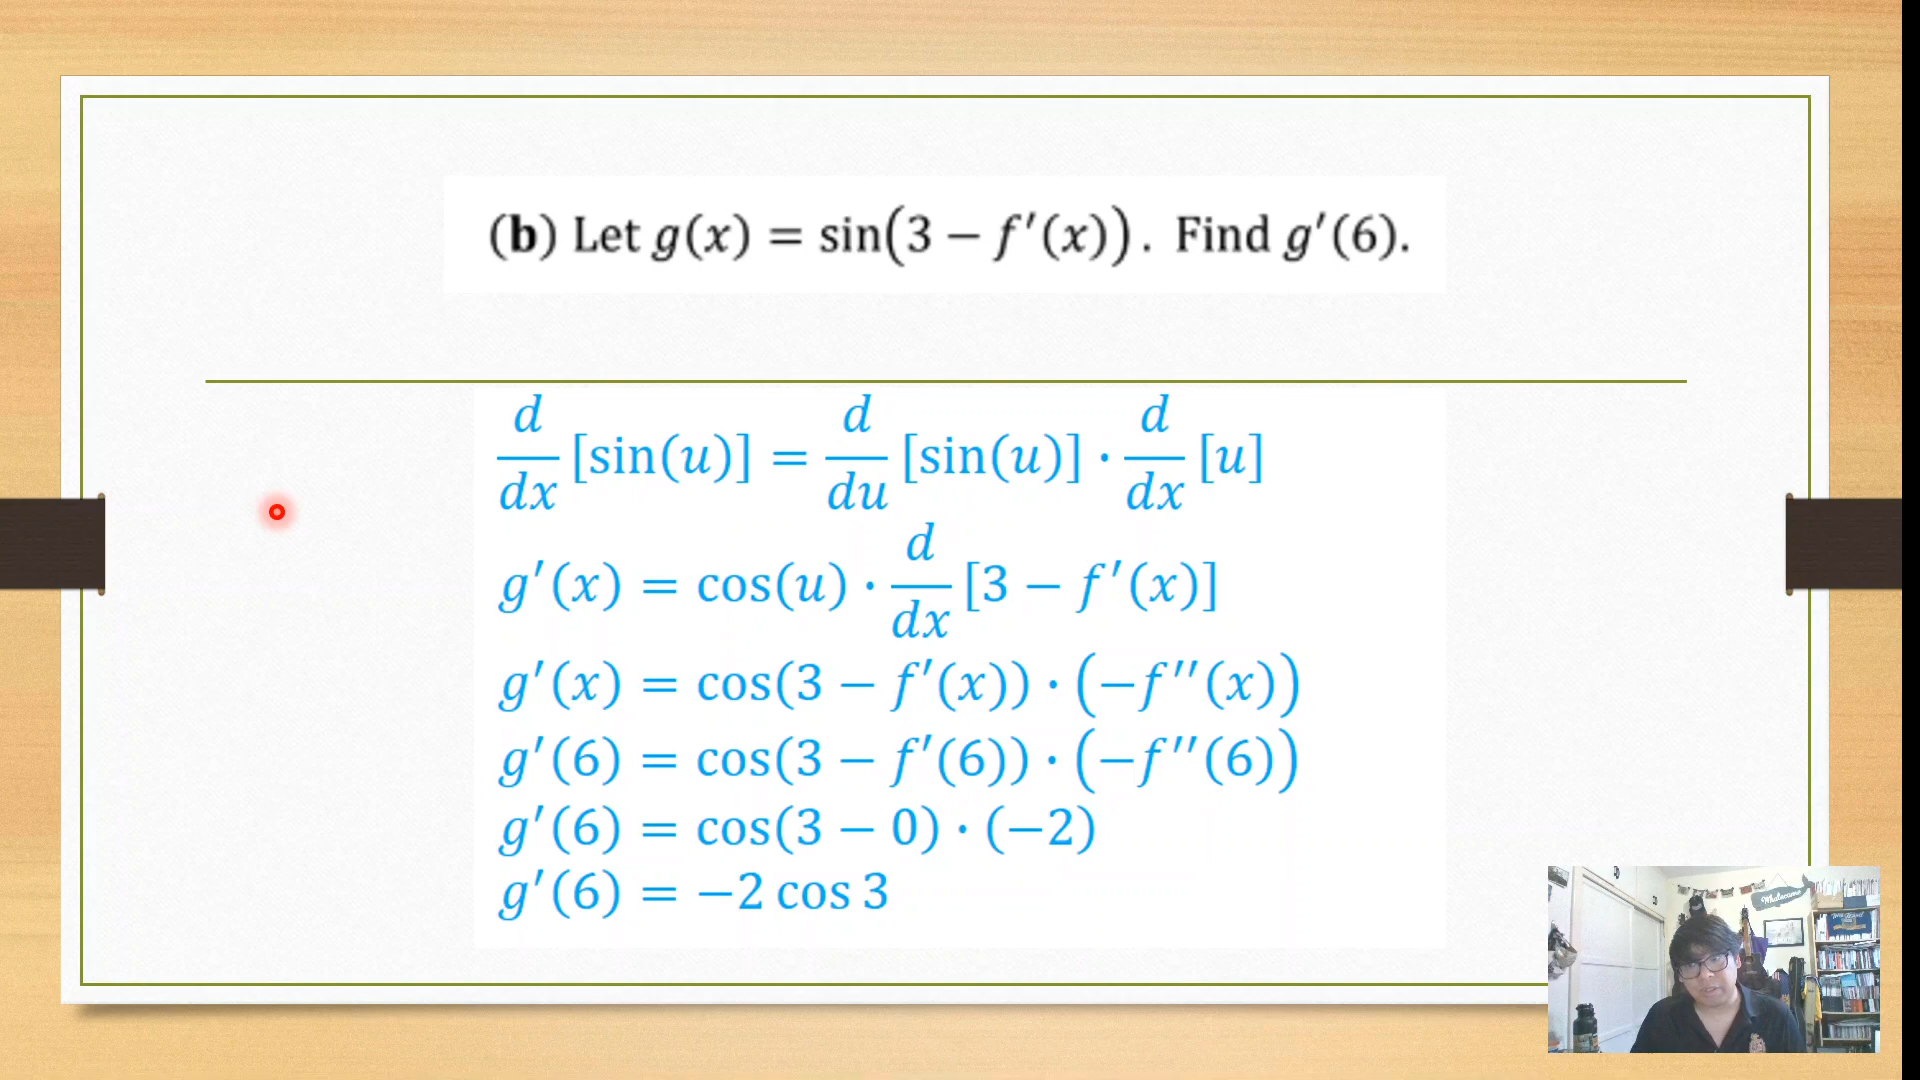 (b) Let g(x) = sin(3 − f′(x)). Find g′(6).
d/dx [sin(u)] = d/du [sin(u)] · d/dx [u]
g′(x) = cos(u) · d/dx [3 − f′(x)]
g′(x) = cos(3 − f′(x)) · (−f′′(x))
g′(6) = cos(3 − f′(6)) · (−f′′(6))
g′(6) = cos(3 − 0) · (−2)
g′(6) = −2 cos 3